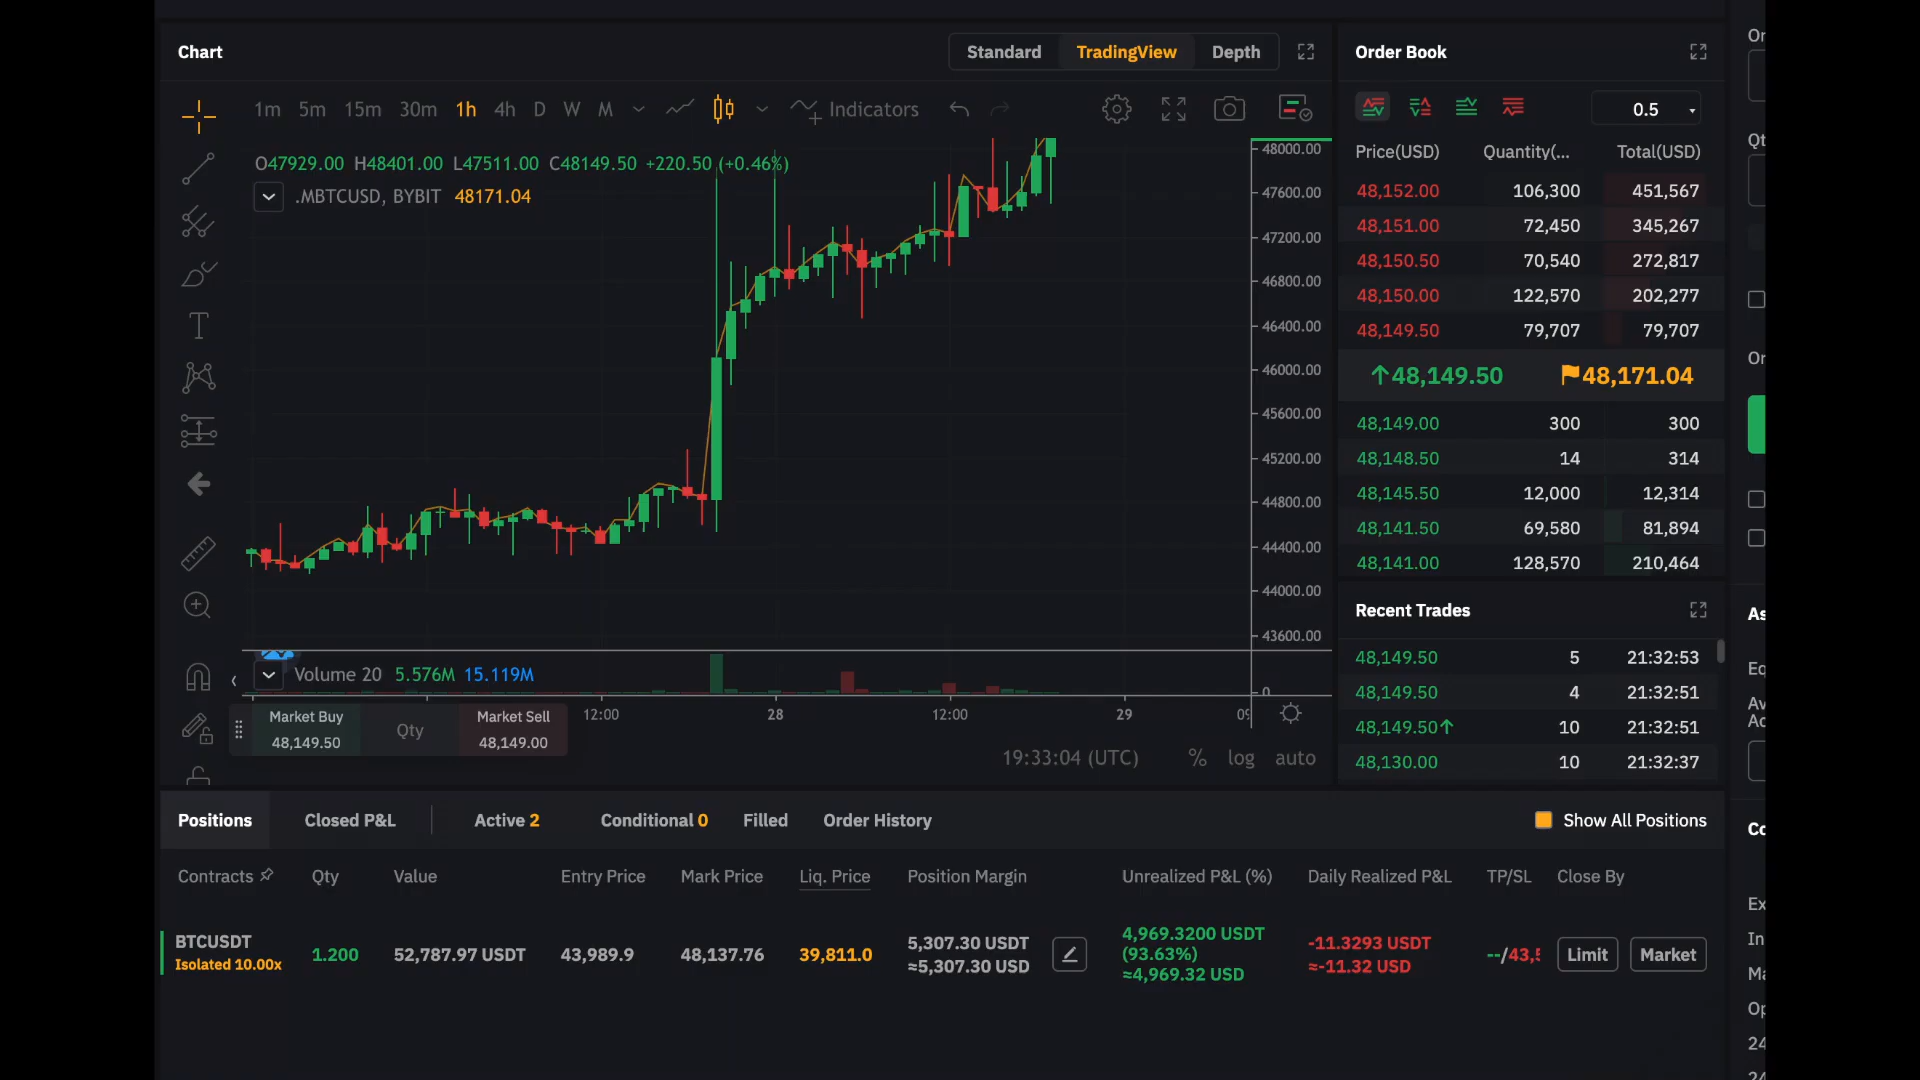 Chart
Standard TradingView Depth
1m 5m 15m 30m 1h 4h D W M Indicators
O47929.00 H48401.00 L47511.00 C48149.50 +220.50 (+0.46%)
.MBTCUSD, BYBIT 48171.04
48000.00
47600.00
47200.00
46800.00
46400.00
46000.00
45600.00
45200.00
44800.00
44400.00
44000.00
43600.00
0
Volume 20 5.576M 15.119M
12:00 28 12:00 29
Market Buy Qty Market Sell
48,149.50 48,149.00
19:33:04 (UTC) % log auto
Order Book
0.5
Price(USD) Quantity(... Total(USD)
48,152.00 106,300 451,567
48,151.00 72,450 345,267
48,150.50 70,540 272,817
48,150.00 122,570 202,277
48,149.50 79,707 79,707
↑48,149.50 48,171.04
48,149.00 300 300
48,148.50 14 314
48,145.50 12,000 12,314
48,141.50 69,580 81,894
48,141.00 128,570 210,464
Recent Trades
48,149.50 5 21:32:53
48,149.50 4 21:32:51
48,149.50↑ 10 21:32:51
48,130.00 10 21:32:37
Positions Closed P&L Active 2 Conditional 0 Filled Order History Show All Positions
Contracts Qty Value Entry Price Mark Price Liq. Price Position Margin Unrealized P&L (%) Daily Realized P&L TP/SL Close By
BTCUSDT 1.200 52,787.97 USDT 43,989.9 48,137.76 39,811.0 5,307.30 USDT 4,969.3200 USDT -11.3293 USDT --/43,5 Limit Market
Isolated 10.00x ≈5,307.30 USD (93.63%) ≈-11.32 USD
≈4,969.32 USD
Qt
Eq
Av
Ex
In
Op
24